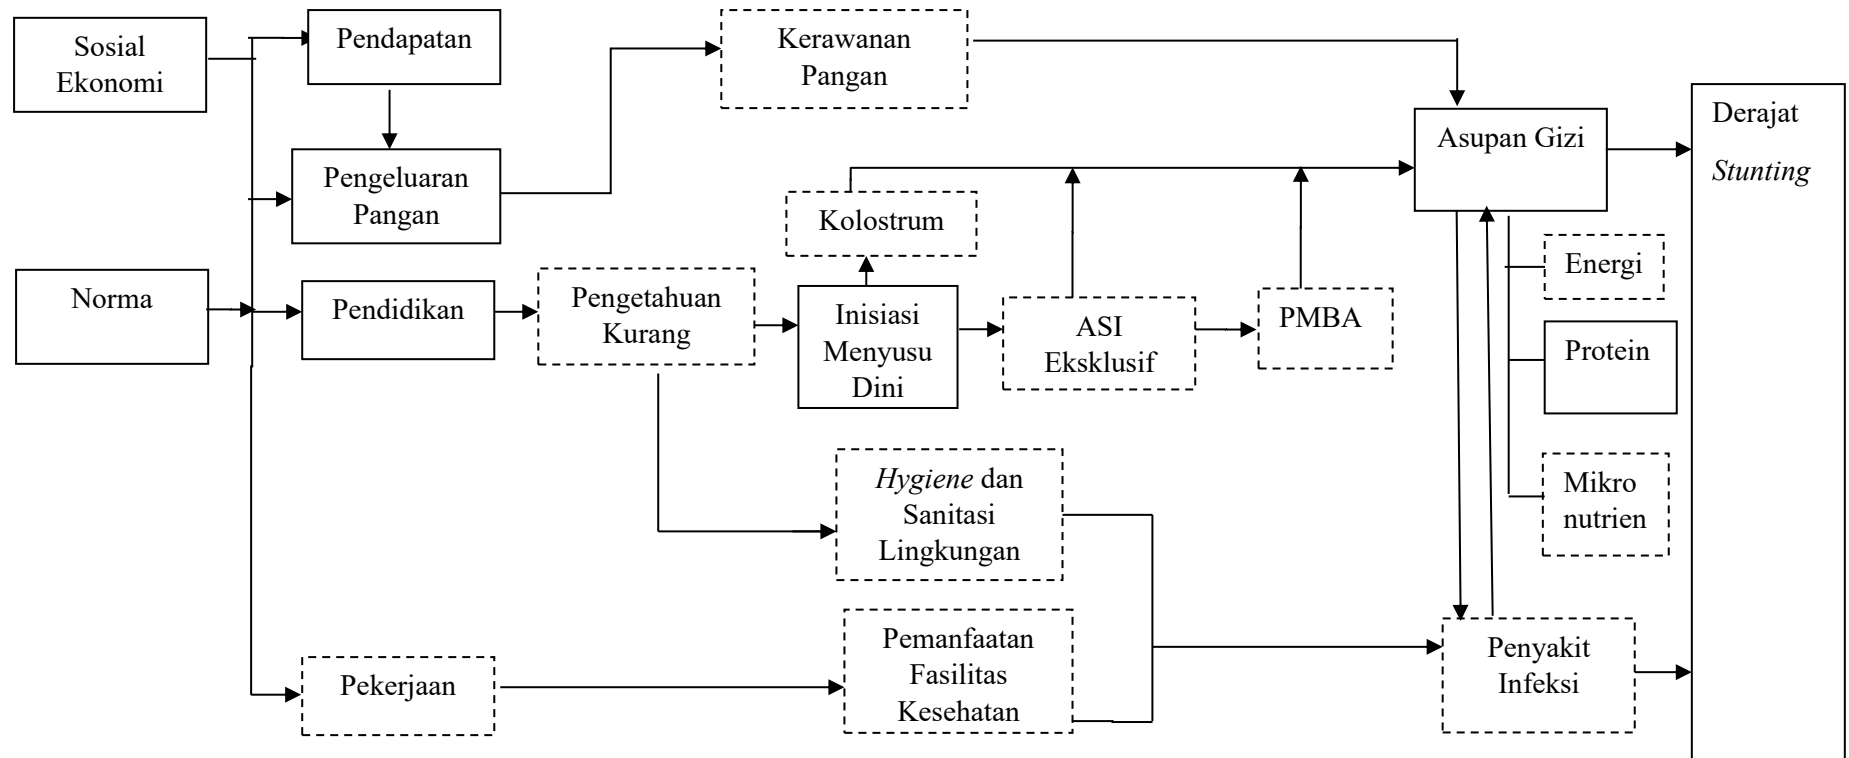 Sosial
Ekonomi
Pendapatan
Kerawanan
Pangan
Derajat
Stunting
Asupan Gizi
Pengeluaran
Pangan
Kolostrum
Energi
Norma
Pendidikan
Pengetahuan
Kurang
Inisiasi
Menyusu
Dini
ASI
Eksklusif
PMBA
Protein
Hygiene dan
Sanitasi
Lingkungan
Mikro
nutrien
Pekerjaan
Pemanfaatan
Fasilitas
Kesehatan
Penyakit
Infeksi